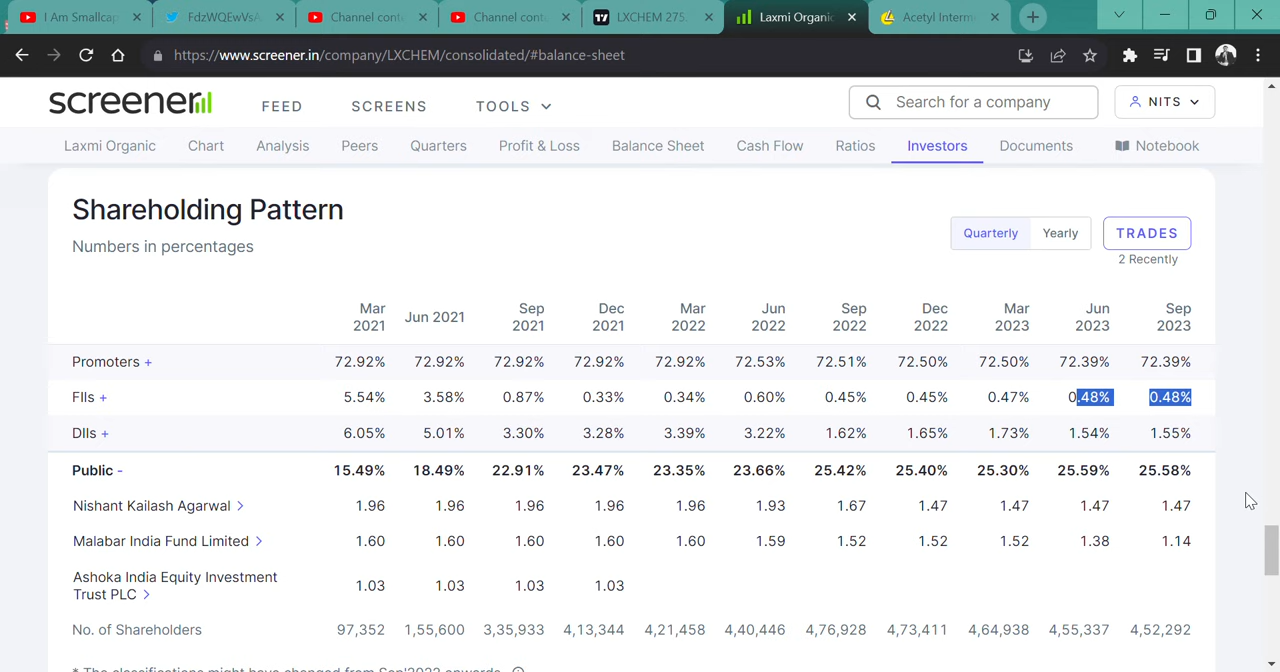 I Am Smallcap
FdzWQEwVsA
Channel cont
Channel cont
LXCHEM 275.
Laxmi Organic
Acetyl Interm
https://www.screener.in/company/LXCHEM/consolidated/#balance-sheet
screener
FEED
SCREENS
TOOLS
Search for a company
NITS
Laxmi Organic
Chart
Analysis
Peers
Quarters
Profit & Loss
Balance Sheet
Cash Flow
Ratios
Investors
Documents
Notebook
Shareholding Pattern
Numbers in percentages
Quarterly
Yearly
TRADES
2 Recently
Mar 2021 Jun 2021 Sep 2021 Dec 2021 Mar 2022 Jun 2022 Sep 2022 Dec 2022 Mar 2023 Jun 2023 Sep 2023
Promoters + 72.92% 72.92% 72.92% 72.92% 72.92% 72.53% 72.51% 72.50% 72.50% 72.39% 72.39%
FIIs + 5.54% 3.58% 0.87% 0.33% 0.34% 0.60% 0.45% 0.45% 0.47% 0.48% 0.48%
DIIs + 6.05% 5.01% 3.30% 3.28% 3.39% 3.22% 1.62% 1.65% 1.73% 1.54% 1.55%
Public - 15.49% 18.49% 22.91% 23.47% 23.35% 23.66% 25.42% 25.40% 25.30% 25.59% 25.58%
Nishant Kailash Agarwal > 1.96 1.96 1.96 1.96 1.96 1.93 1.67 1.47 1.47 1.47 1.47
Malabar India Fund Limited > 1.60 1.60 1.60 1.60 1.60 1.59 1.52 1.52 1.52 1.38 1.14
Ashoka India Equity Investment
Trust PLC > 1.03 1.03 1.03 1.03
No. of Shareholders 97,352 1,55,600 3,35,933 4,13,344 4,21,458 4,40,446 4,76,928 4,73,411 4,64,938 4,55,337 4,52,292
* The classifications might have changed from Sep'2022 onwards.